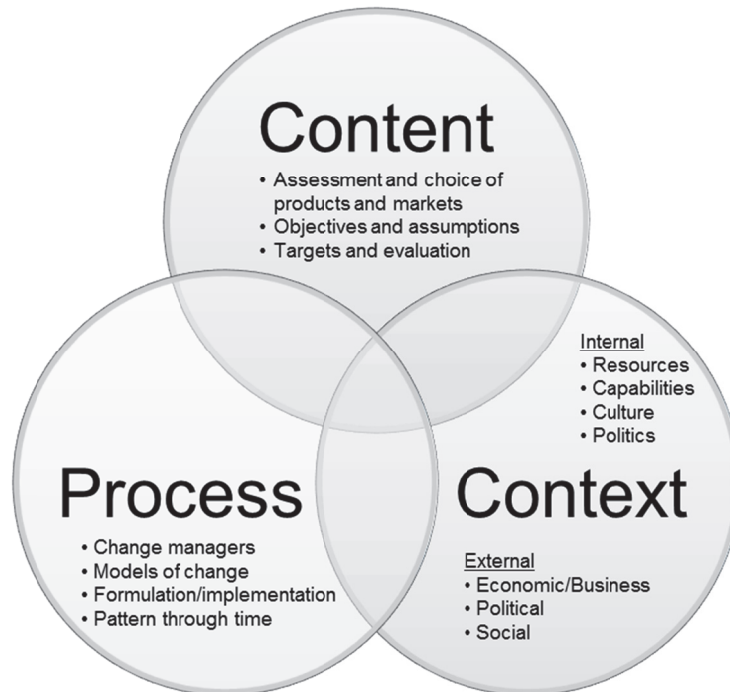 Content
• Assessment and choice of
products and markets
• Objectives and assumptions
• Targets and evaluation
Process
• Change managers
• Models of change
• Formulation/implementation
• Pattern through time
Internal
• Resources
• Capabilities
• Culture
• Politics
Context
External
• Economic/Business
• Political
• Social